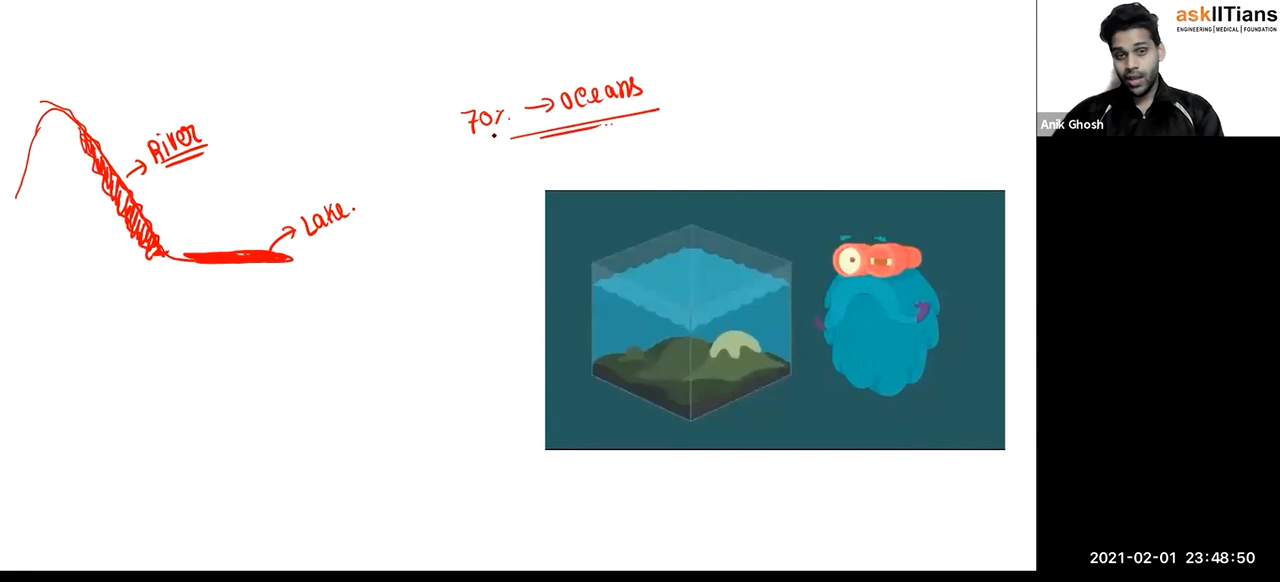 askIITians
ENGINEERING | MEDICAL | FOUNDATION
70% → oceans
River
Lake.
Anik Ghosh
2021-02-01 23:48:50